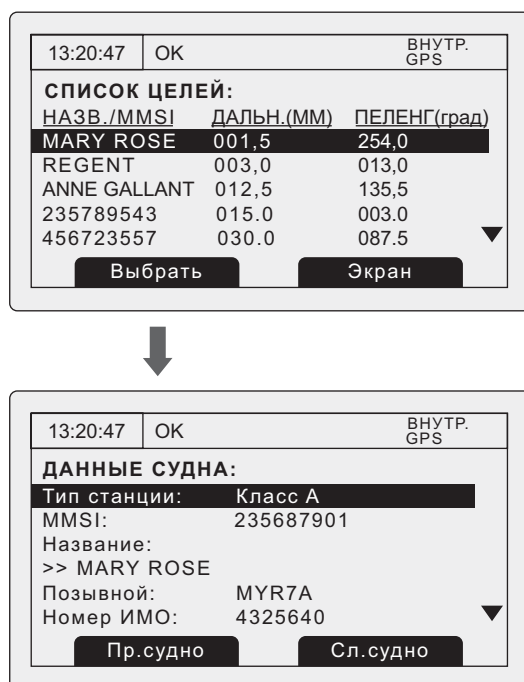 13:20:47 OK ВНУТР. GPS
СПИСОК ЦЕЛЕЙ:
НАЗВ./MMSI ДАЛЬН.(ММ) ПЕЛЕНГ(град)
MARY ROSE 001,5 254,0
REGENT 003,0 013,0
ANNE GALLANT 012,5 135,5
235789543 015.0 003.0
456723557 030.0 087.5
Выбрать Экран
13:20:47 OK ВНУТР. GPS
ДАННЫЕ СУДНА:
Тип станции: Класс А
MMSI: 235687901
Название:
>> MARY ROSE
Позывной: MYR7A
Номер ИМО: 4325640
Пр.судно Сл.судно